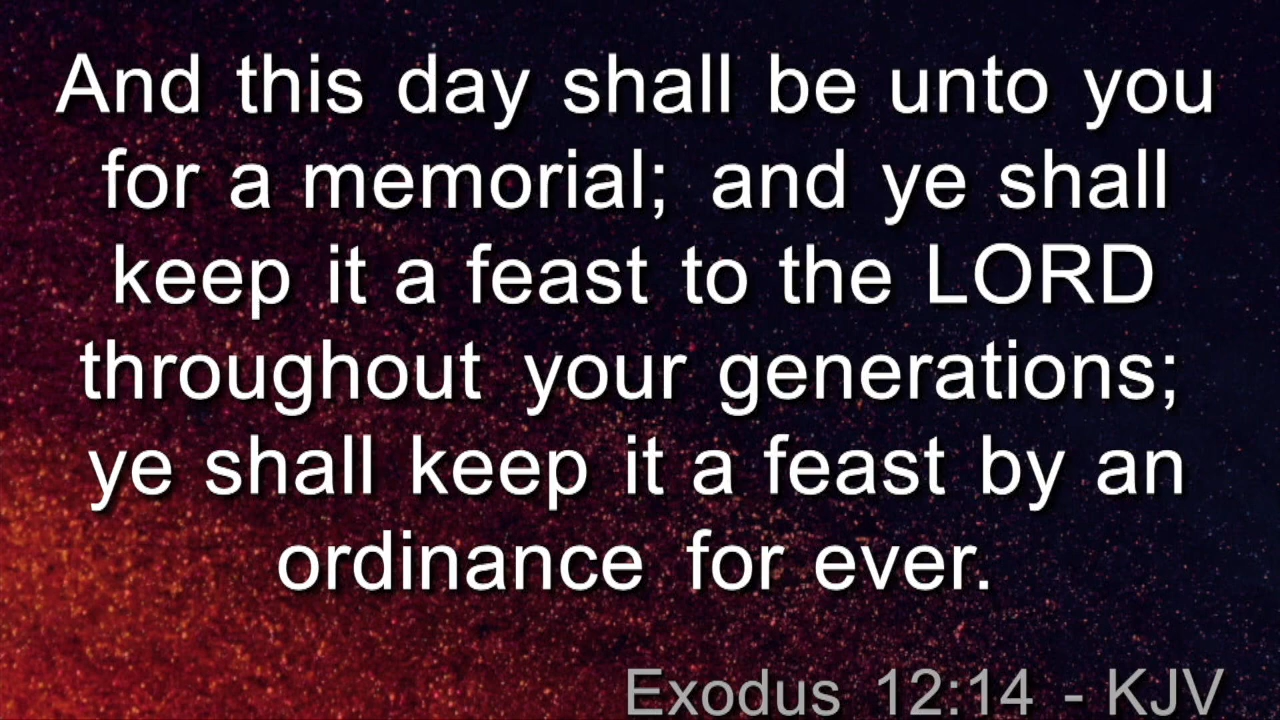 And this day shall be unto you
for a memorial; and ye shall
keep it a feast to the LORD
throughout your generations;
ye shall keep it a feast by an
ordinance for ever.
Exodus 12:14 - KJV